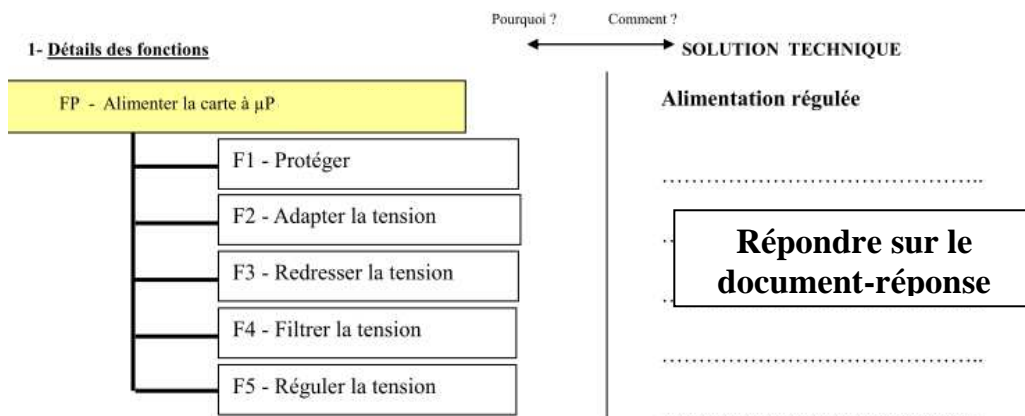 Pourquoi ? Comment ?
1- Détails des fonctions
SOLUTION TECHNIQUE
FP - Alimenter la carte à µP
Alimentation régulée
F1 - Protéger
………………………………………..
F2 - Adapter la tension
Répondre sur le
document-réponse
F3 - Redresser la tension
F4 - Filtrer la tension
………………………………………..
F5 - Réguler la tension